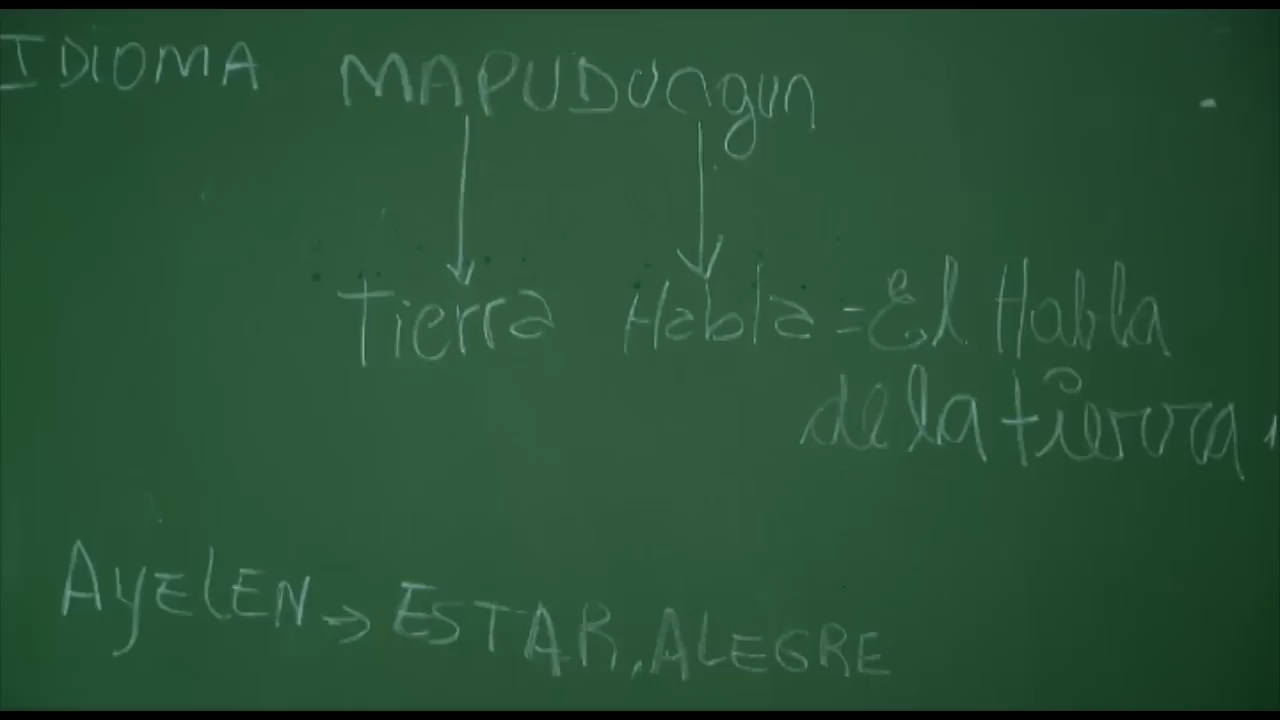 IDIOMA MAPUDUngun
Tierra Habla = El Habla
de la tierra
AyElEN → ESTAR, ALEGRE